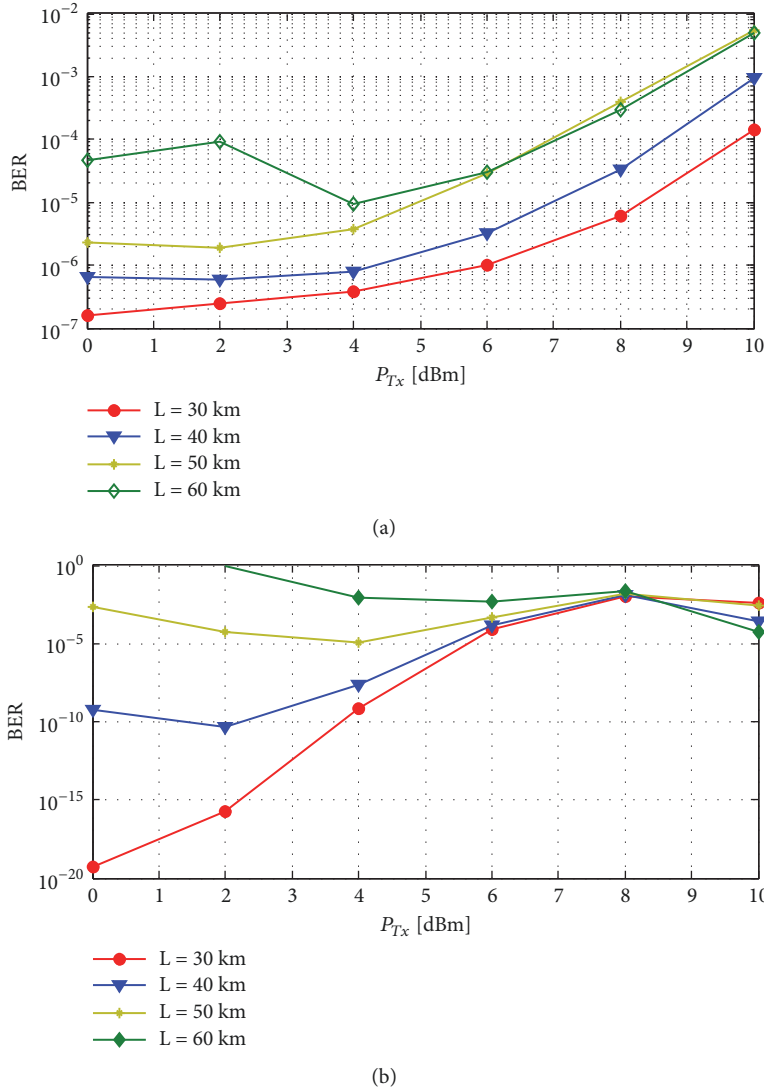 10⁻²
10⁻³
10⁻⁴
10⁻⁵
10⁻⁶
10⁻⁷
BER
0 1 2 3 4 5 6 7 8 9 10
P_Tx [dBm]
L = 30 km
L = 40 km
L = 50 km
L = 60 km
(a)
10⁰
10⁻⁵
10⁻¹⁰
10⁻¹⁵
10⁻²⁰
BER
0 1 2 3 4 5 6 7 8 9 10
P_Tx [dBm]
L = 30 km
L = 40 km
L = 50 km
L = 60 km
(b)